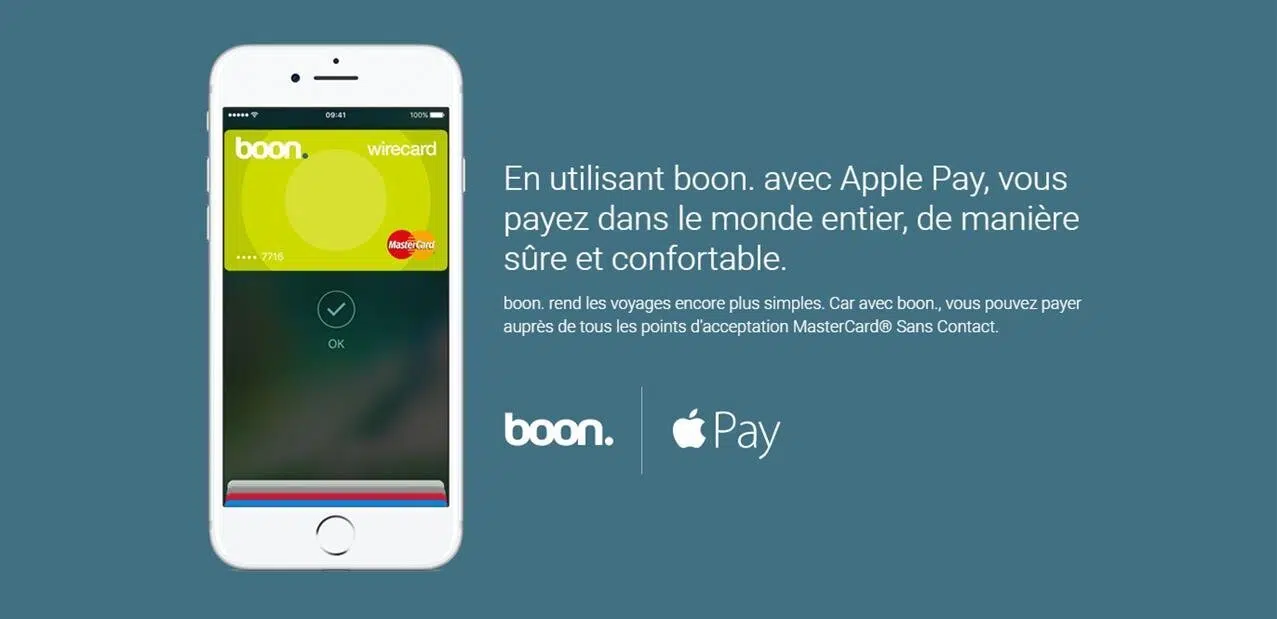 09:41
100%
boon.
wirecard
MasterCard
•••• 7716
OK
En utilisant boon. avec Apple Pay, vous
payez dans le monde entier, de manière
sûre et confortable.
boon. rend les voyages encore plus simples. Car avec boon., vous pouvez payer
auprès de tous les points d'acceptation MasterCard® Sans Contact.
boon.
Pay